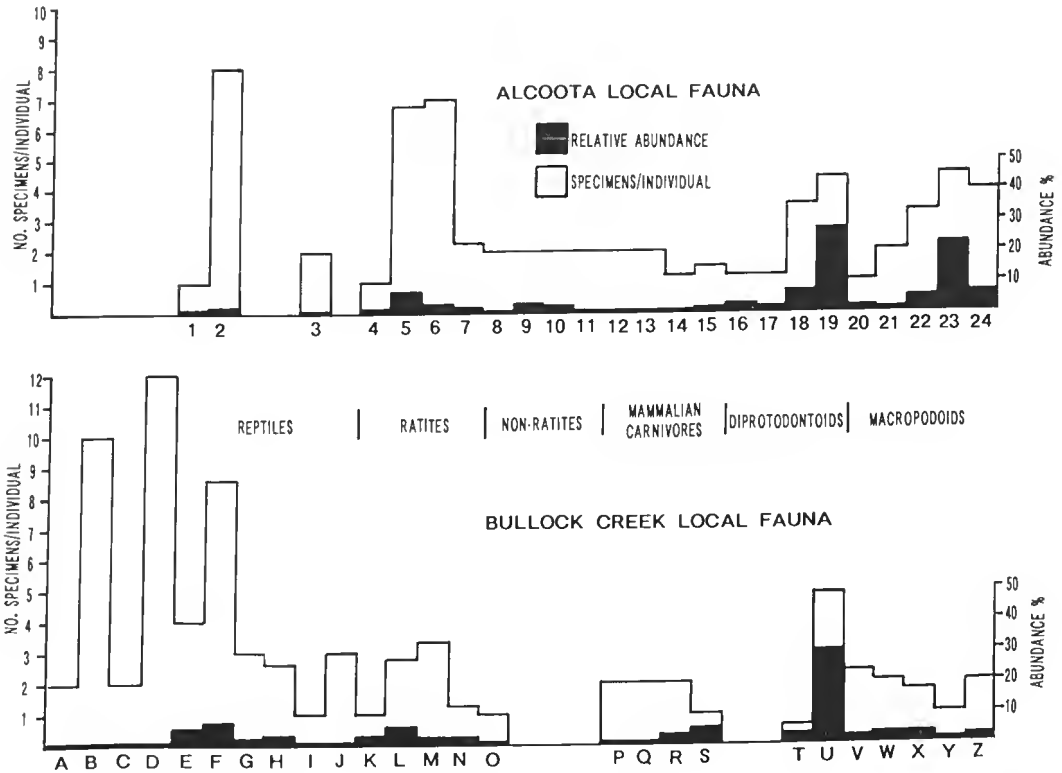 ALCOOTA LOCAL FAUNA
RELATIVE ABUNDANCE
SPECIMENS/INDIVIDUAL
NO. SPECIMENS/INDIVIDUAL
10
9
8
7
6
5
4
3
2
1
50
40
30
20
10
ABUNDANCE %
1 2 3 4 5 6 7 8 9 10 11 12 13 14 15 16 17 18 19 20 21 22 23 24
REPTILES | RATITES | NON-RATITES | MAMMALIAN CARNIVORES | DIPROTODONTOIDS | MACROPODOIDS
BULLOCK CREEK LOCAL FAUNA
NO. SPECIMENS/INDIVIDUAL
12
11
10
9
8
7
6
5
4
3
2
1
50
40
30
20
10
ABUNDANCE %
A B C D E F G H I J K L M N O P Q R S T U V W X Y Z